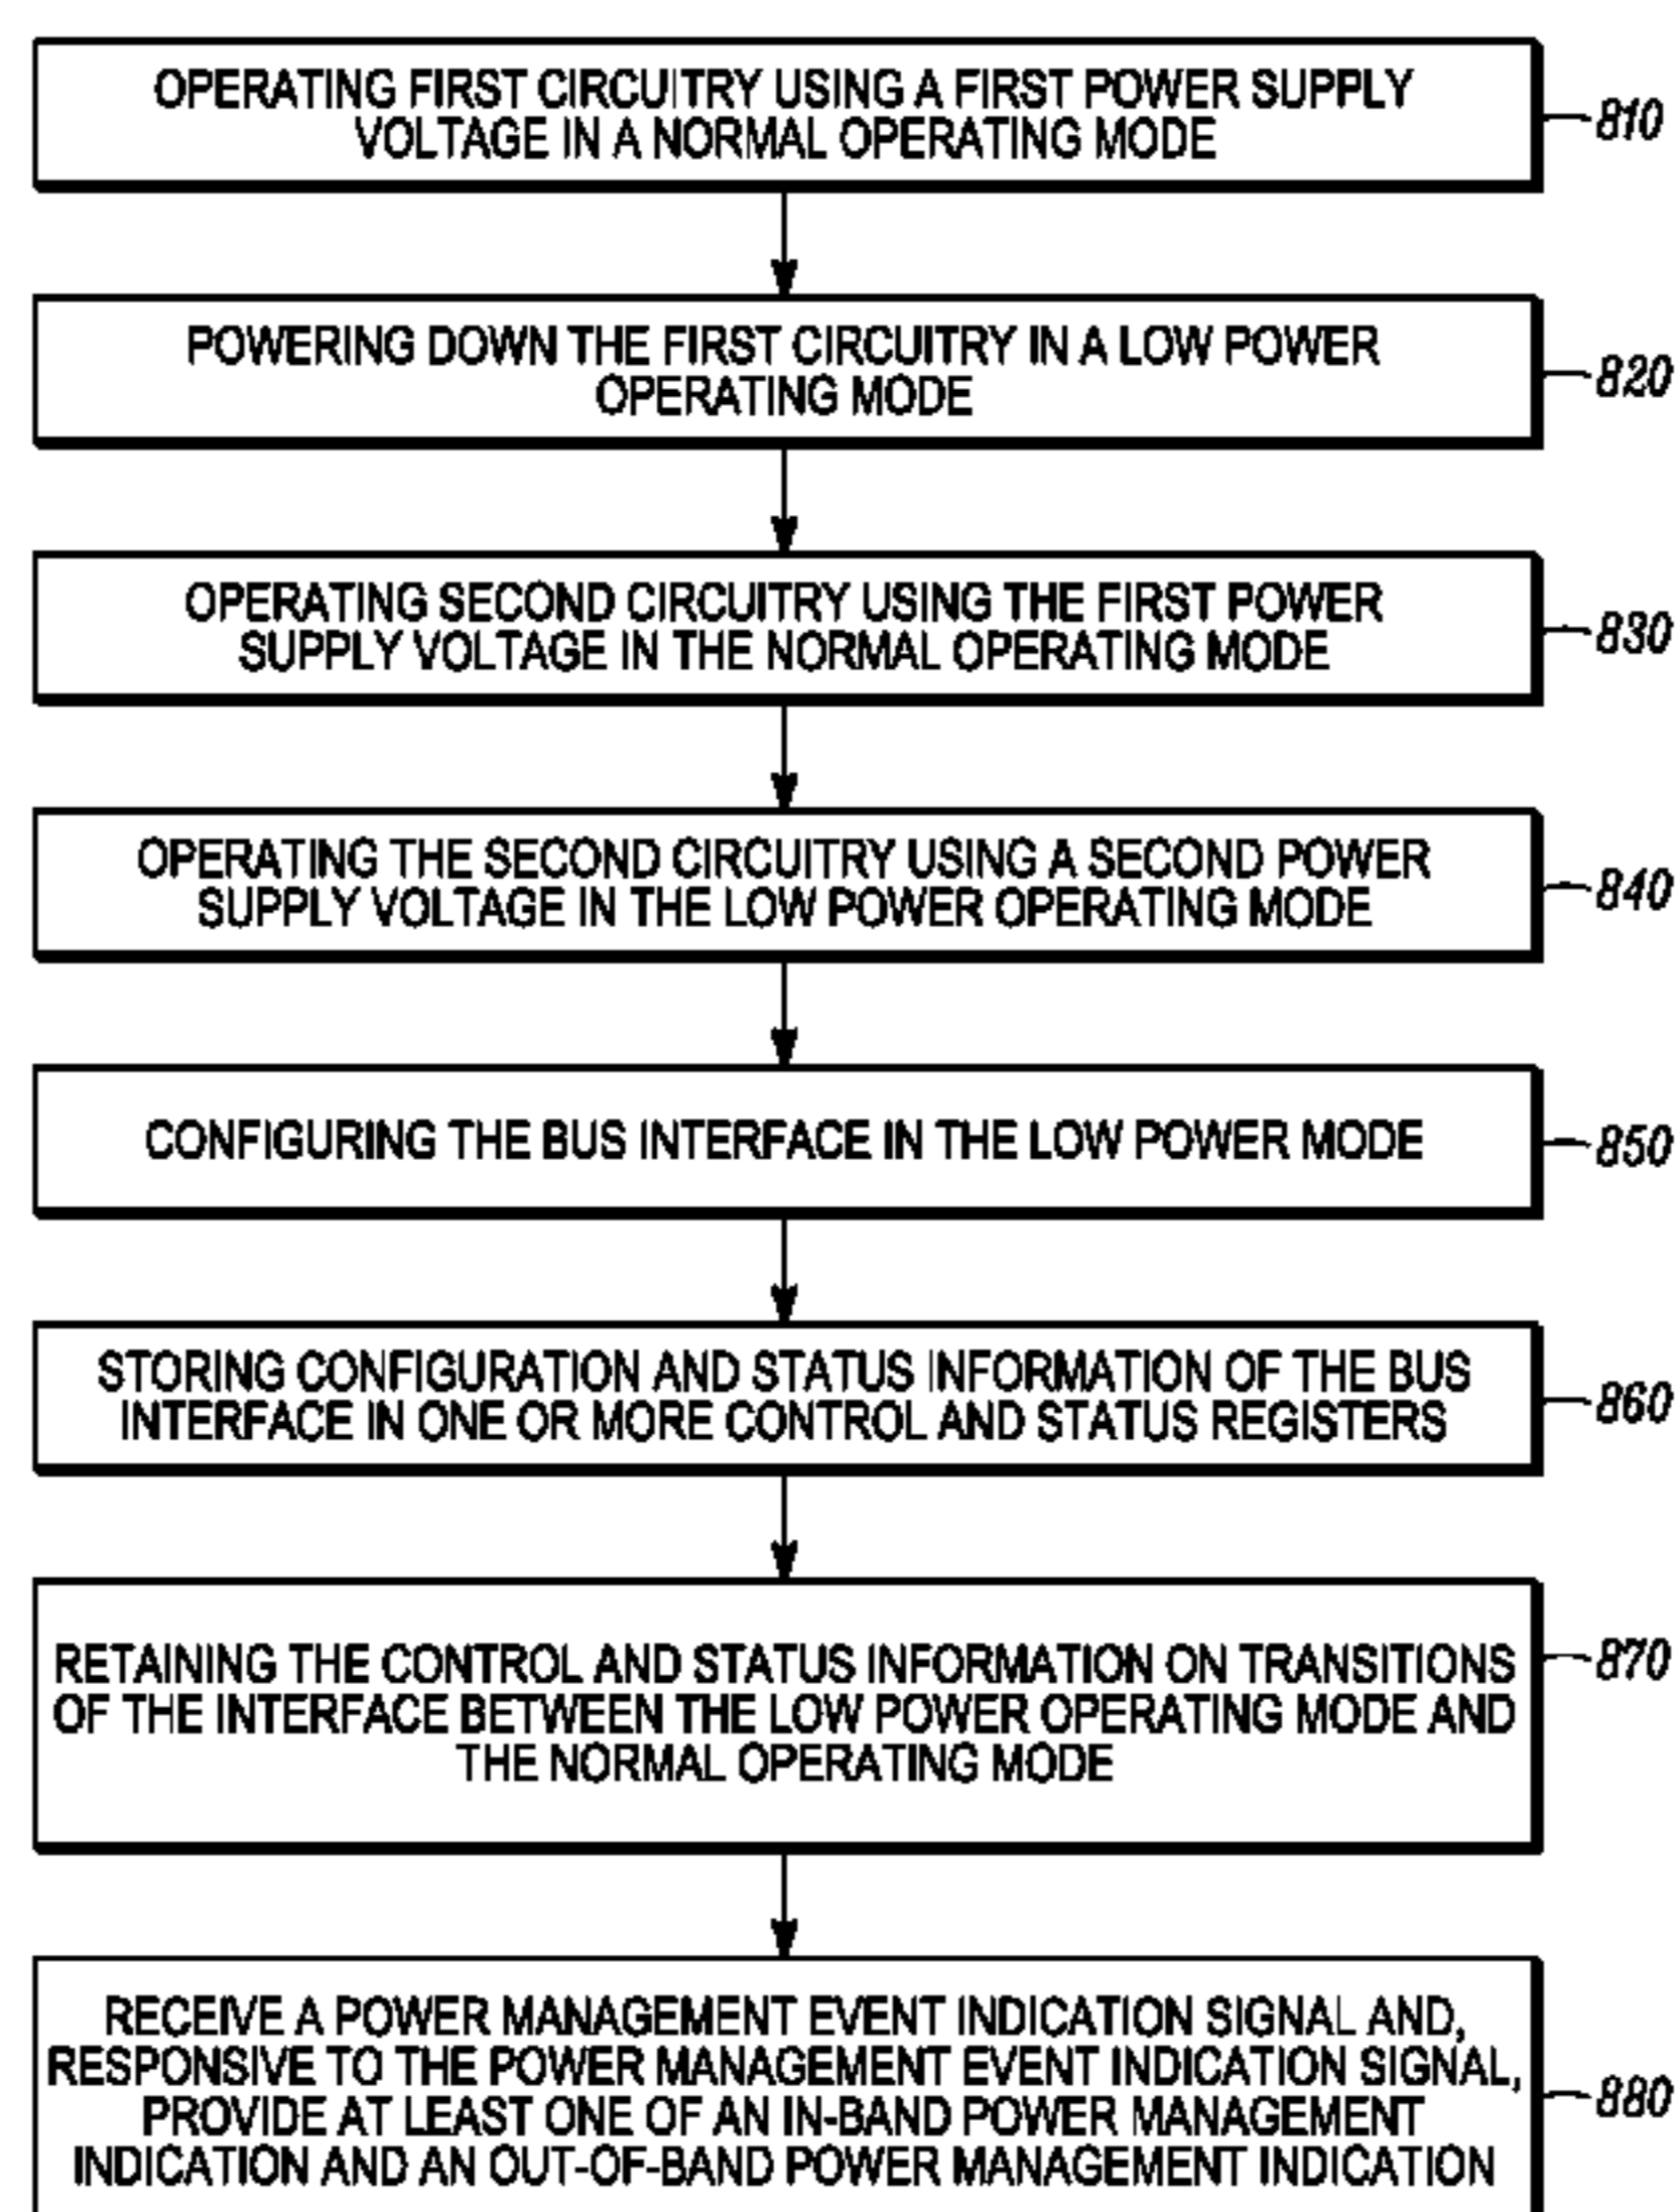 OPERATING FIRST CIRCUITRY USING A FIRST POWER SUPPLY
VOLTAGE IN A NORMAL OPERATING MODE
810
POWERING DOWN THE FIRST CIRCUITRY IN A LOW POWER
OPERATING MODE
820
OPERATING SECOND CIRCUITRY USING THE FIRST POWER
SUPPLY VOLTAGE IN THE NORMAL OPERATING MODE
830
OPERATING THE SECOND CIRCUITRY USING A SECOND POWER
SUPPLY VOLTAGE IN THE LOW POWER OPERATING MODE
840
CONFIGURING THE BUS INTERFACE IN THE LOW POWER MODE
850
STORING CONFIGURATION AND STATUS INFORMATION OF THE BUS
INTERFACE IN ONE OR MORE CONTROL AND STATUS REGISTERS
860
RETAINING THE CONTROL AND STATUS INFORMATION ON TRANSITIONS
OF THE INTERFACE BETWEEN THE LOW POWER OPERATING MODE AND
THE NORMAL OPERATING MODE
870
RECEIVE A POWER MANAGEMENT EVENT INDICATION SIGNAL AND,
RESPONSIVE TO THE POWER MANAGEMENT EVENT INDICATION SIGNAL,
PROVIDE AT LEAST ONE OF AN IN-BAND POWER MANAGEMENT
INDICATION AND AN OUT-OF-BAND POWER MANAGEMENT INDICATION
880